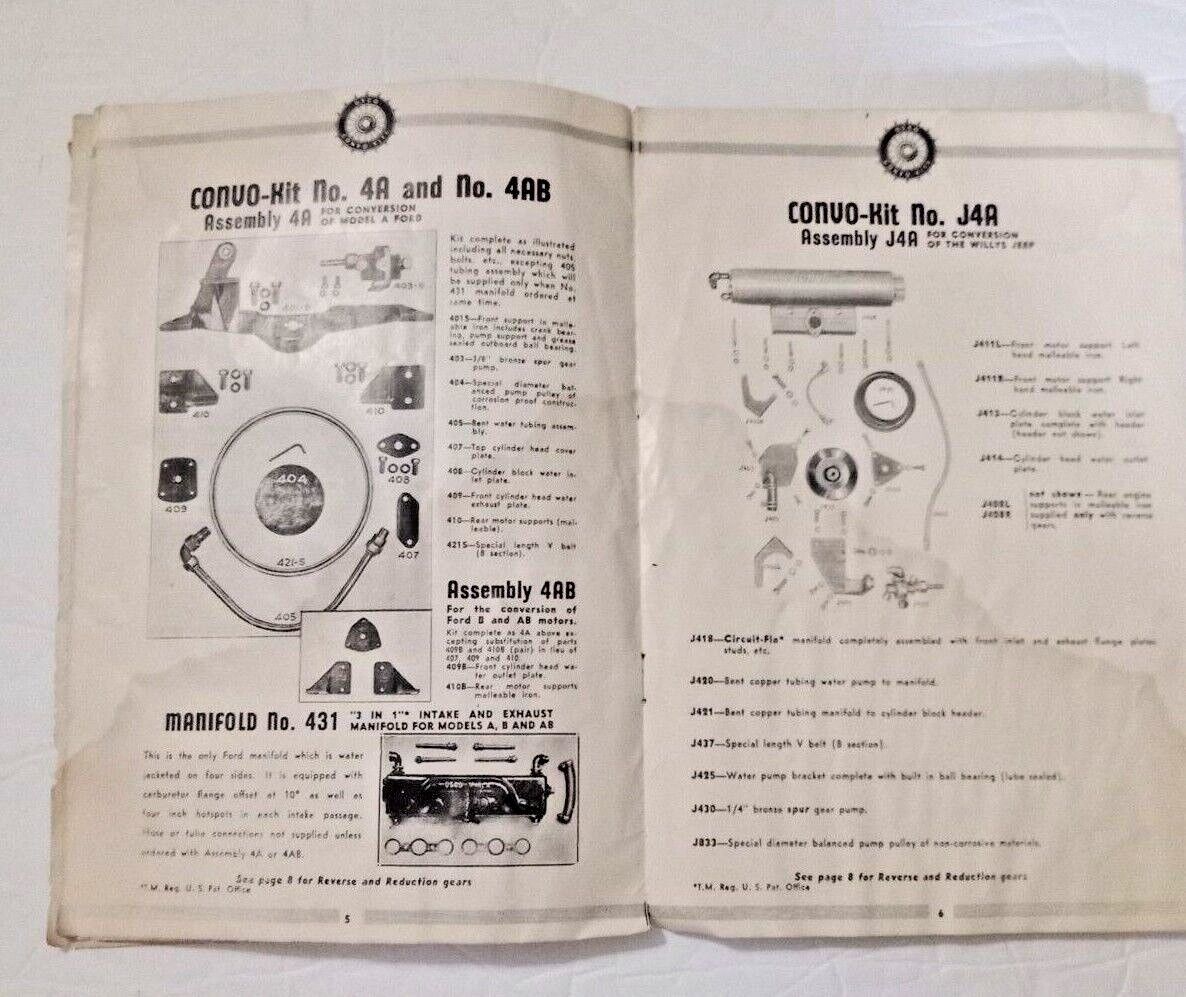 OSCO
CONVO-Kit No. 4A and No. 4AB
Assembly 4A FOR CONVERSION
OF MODEL A FORD
401-S
403-S
410
410
409
40A
408
407
421-S
405
Kit complete as illustrated
including all necessary nuts,
bolts, etc., excepting 405
tubing assembly which will
be supplied only when No.
431 manifold ordered at
same time.
401S—Front support in malle-
able iron includes crank bear-
ing, pump support and grease
sealed outboard ball bearing.
403—3/8" bronze spur gear
pump.
404—Special diameter bal-
anced pump pulley of
corrosion proof construc-
tion.
405—Bent water tubing assem-
bly.
407—Top cylinder head cover
plate.
408—Cylinder block water in-
let plate.
409—Front cylinder head water
exhaust plate.
410—Rear motor supports (mal-
leable).
421S—Special length V belt
(B section).
Assembly 4AB
For the conversion of
Ford B and AB motors.
Kit complete as 4A above ex-
cepting substitution of parts
409B and 410B (pair) in lieu of
407, 409 and 410.
409B—Front cylinder head wa-
ter outlet plate.
410B—Rear motor supports
malleable iron.
MANIFOLD No. 431 "3 IN 1"* INTAKE AND EXHAUST
MANIFOLD FOR MODELS A, B AND AB
This is the only Ford manifold which is water
jacketed on four sides. It is equipped with
carburetor flange offset at 10° as well as
four inch hotspots in each intake passage.
Hose or tube connections not supplied unless
ordered with Assembly 4A or 4AB.
See page 8 for Reverse and Reduction gears
*T.M. Reg. U. S. Pat. Office
5
OSCO
CONVO-Kit No. J4A
Assembly J4A FOR CONVERSION
OF THE WILLYS JEEP
J411L—Front motor support Left
hand malleable iron.
J411R—Front motor support Right
hand malleable iron.
J413—Cylinder block water inlet
plate complete with header
(header not shown).
J414—Cylinder head water outlet
plate.
J408L
J408R
not shown—Rear engine
supports in malleable iron
supplied only with reverse
gears.
J418—Circuit-Flo* manifold completely assembled with front inlet and exhaust flange plates
studs, etc.
J420—Bent copper tubing water pump to manifold.
J421—Bent copper tubing manifold to cylinder block header.
J437—Special length V belt (B section).
J425—Water pump bracket complete with built in ball bearing (lube sealed).
J430—1/4" bronze spur gear pump.
J833—Special diameter balanced pump pulley of non-corrosive materials.
See page 8 for Reverse and Reduction gears
*T.M. Reg. U. S. Pat. Office
6